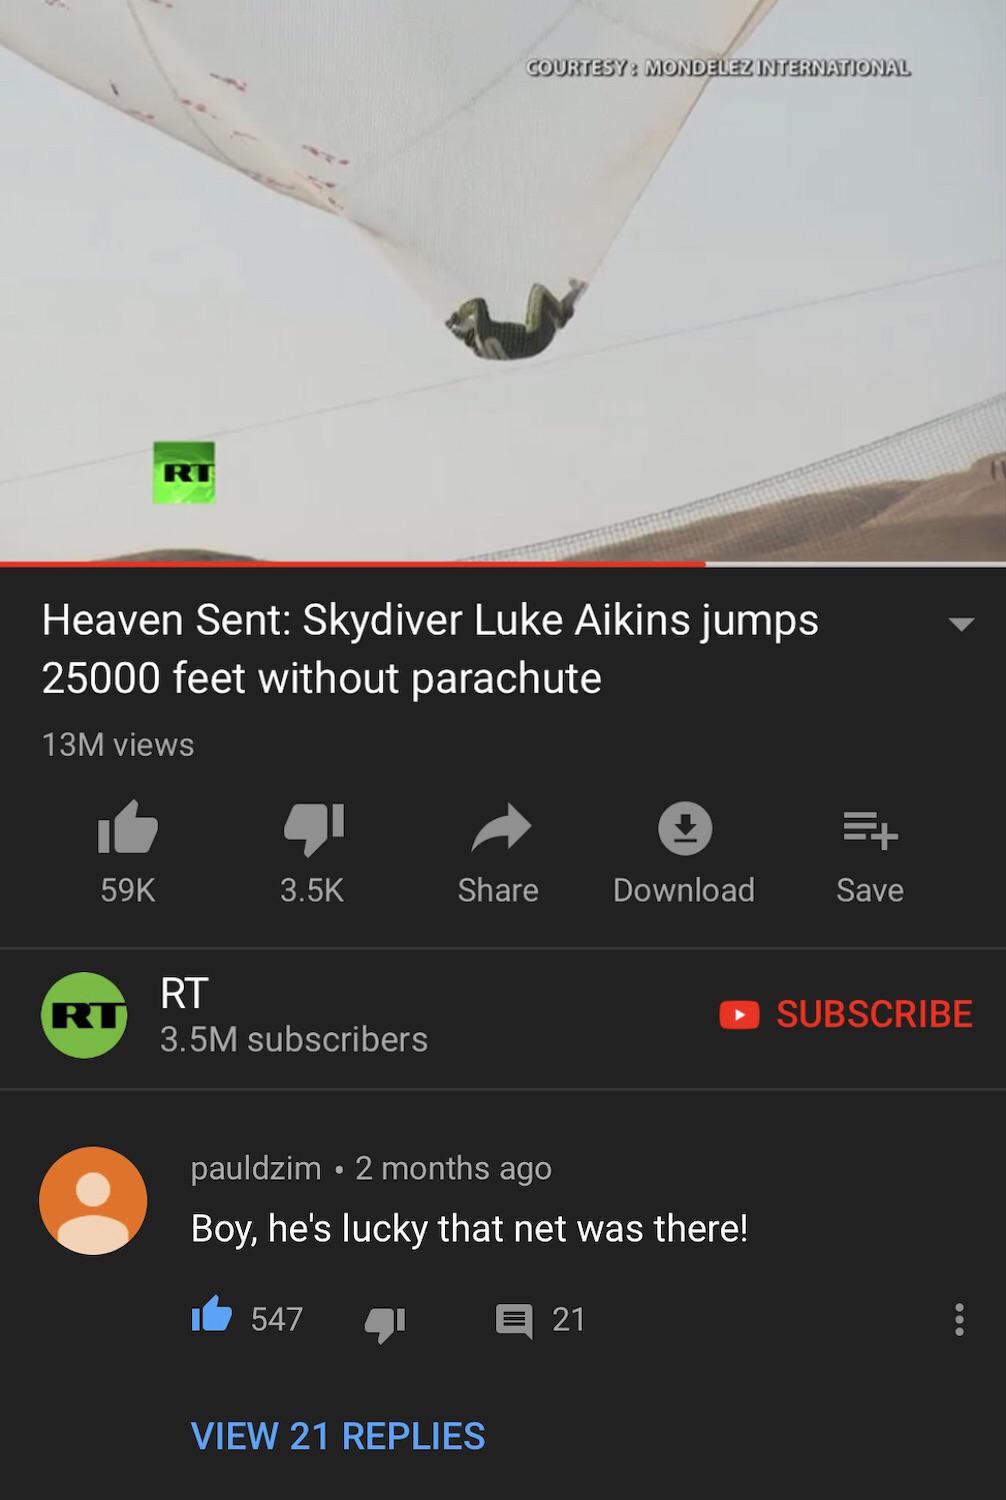 COURTESY: MONDELEZ INTERNATIONAL
RT
Heaven Sent: Skydiver Luke Aikins jumps
25000 feet without parachute
13M views
59K
3.5K
Share
Download
Save
RT
RT
3.5M subscribers
SUBSCRIBE
pauldzim • 2 months ago
Boy, he's lucky that net was there!
547
21
VIEW 21 REPLIES